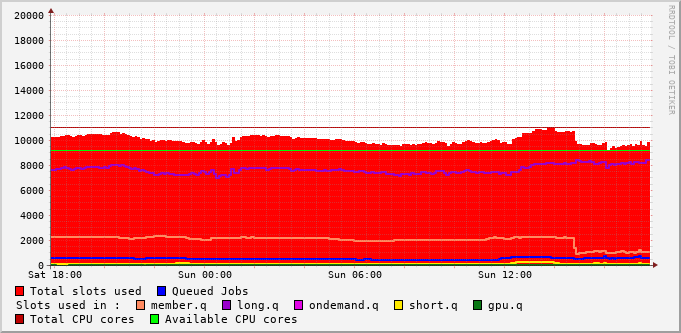 20000
18000
16000
14000
12000
10000
8000
6000
4000
2000
0
Sat 18:00 Sun 00:00 Sun 06:00 Sun 12:00
Total slots used Queued Jobs
Slots used in : member.q long.q ondemand.q short.q gpu.q
Total CPU cores Available CPU cores
RRDTOOL / TOBI OETIKER